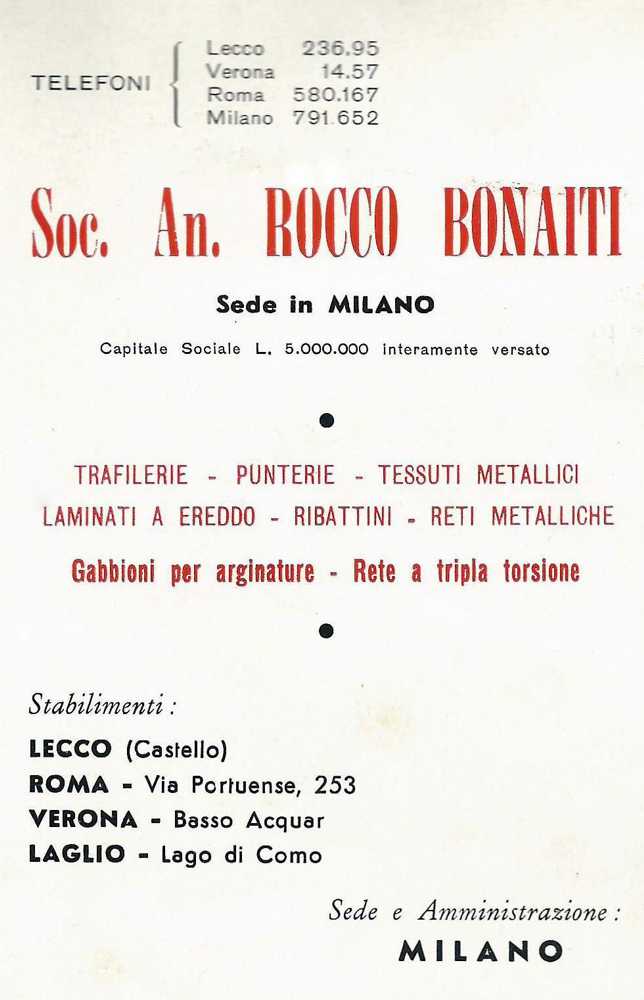 TELEFONI
Lecco 236.95
Verona 14.57
Roma 580.167
Milano 791.652
Soc. An. ROCCO BONAITI
Sede in MILANO
Capitale Sociale L. 5.000.000 interamente versato
TRAFILERIE - PUNTERIE - TESSUTI METALLICI
LAMINATI A EREDDO - RIBATTINI - RETI METALLICHE
Gabbioni per arginature - Rete a tripla torsione
Stabilimenti :
LECCO (Castello)
ROMA - Via Portuense, 253
VERONA - Basso Acquar
LAGLIO - Lago di Como
Sede e Amministrazione :
MILANO